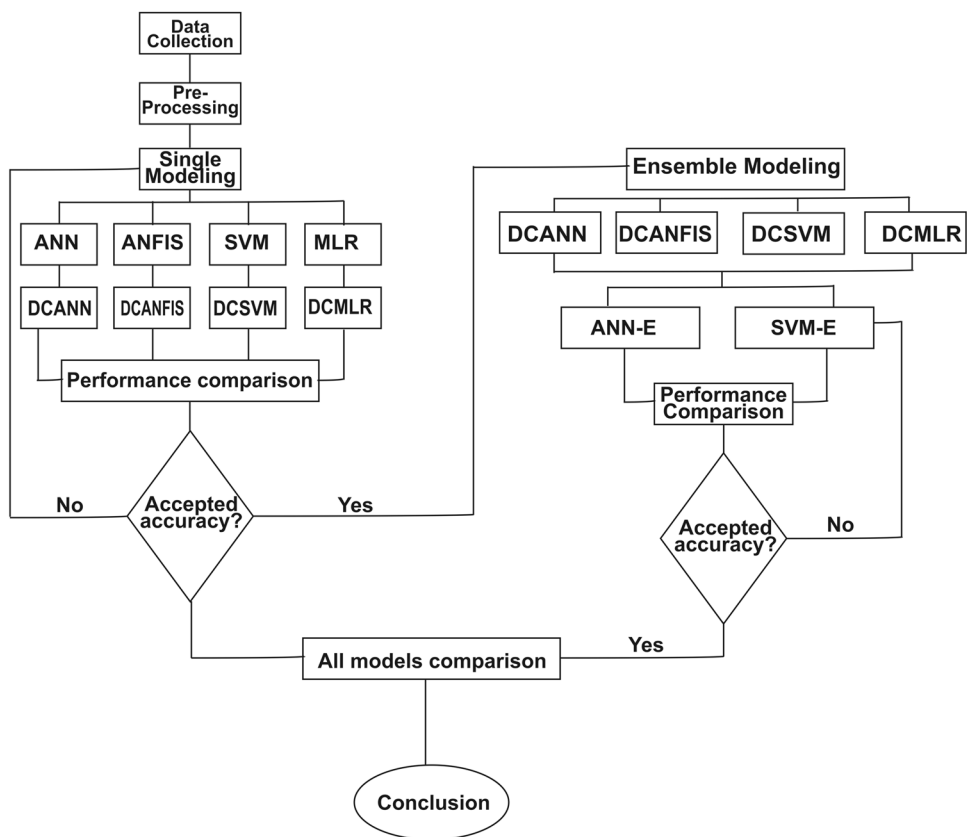 Data
Collection
Pre-
Processing
Single
Modeling
ANN ANFIS SVM MLR
DCANN DCANFIS DCSVM DCMLR
Performance comparison
No
Accepted
accuracy?
Yes
Ensemble Modeling
DCANN DCANFIS DCSVM DCMLR
ANN-E SVM-E
Performance
Comparison
Accepted
accuracy?
No
Yes
All models comparison
Conclusion